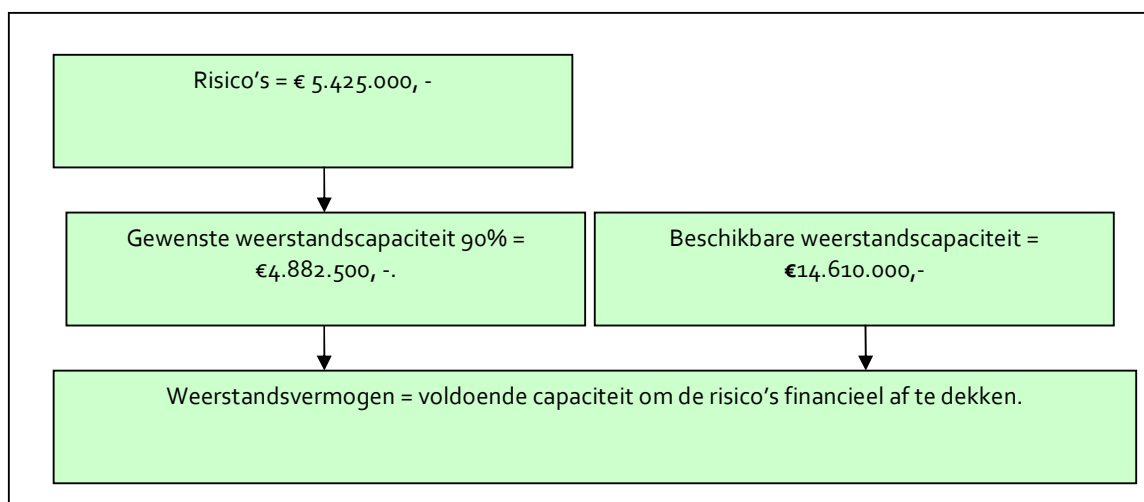 Risico's = € 5.425.000, -
Gewenste weerstandscapaciteit 90% =
€4.882.500, -.
Beschikbare weerstandscapaciteit =
€14.610.000,-
Weerstandsvermogen = voldoende capaciteit om de risico's financieel af te dekken.